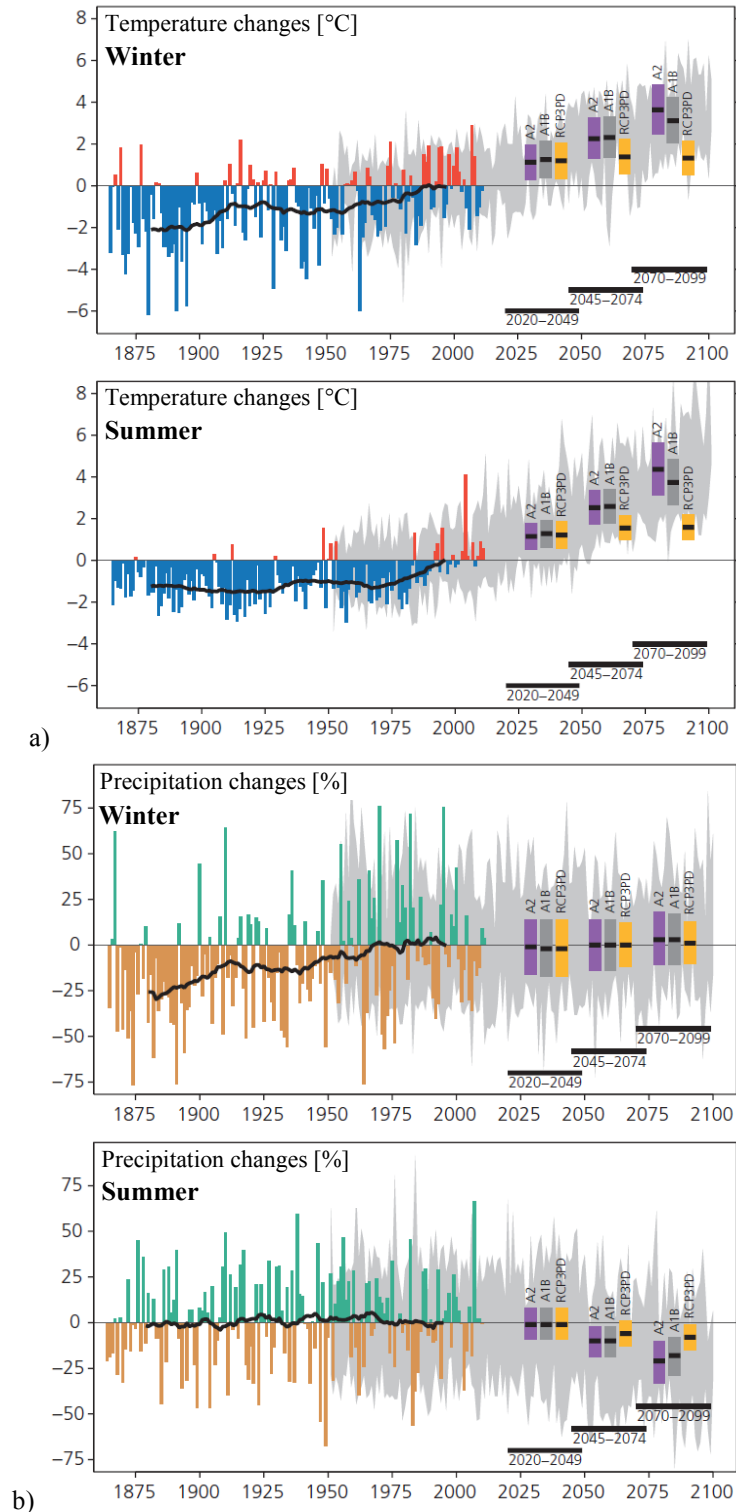 Temperature changes [°C]
Winter
8
6
4
2
0
−2
−4
−6
A2
A1B
RCP3PD
A2
A1B
RCP3PD
A2
A1B
RCP3PD
2070–2099
2045–2074
2020–2049
1875 1900 1925 1950 1975 2000 2025 2050 2075 2100
Temperature changes [°C]
Summer
8
6
4
2
0
−2
−4
−6
A2
A1B
RCP3PD
A2
A1B
RCP3PD
A2
A1B
RCP3PD
2070–2099
2045–2074
2020–2049
1875 1900 1925 1950 1975 2000 2025 2050 2075 2100
a)
Precipitation changes [%]
Winter
75
50
25
0
−25
−50
−75
A2
A1B
RCP3PD
A2
A1B
RCP3PD
A2
A1B
RCP3PD
2070–2099
2045–2074
2020–2049
1875 1900 1925 1950 1975 2000 2025 2050 2075 2100
Precipitation changes [%]
Summer
75
50
25
0
−25
−50
−75
A2
A1B
RCP3PD
A2
A1B
RCP3PD
A2
A1B
RCP3PD
2070–2099
2045–2074
2020–2049
1875 1900 1925 1950 1975 2000 2025 2050 2075 2100
b)